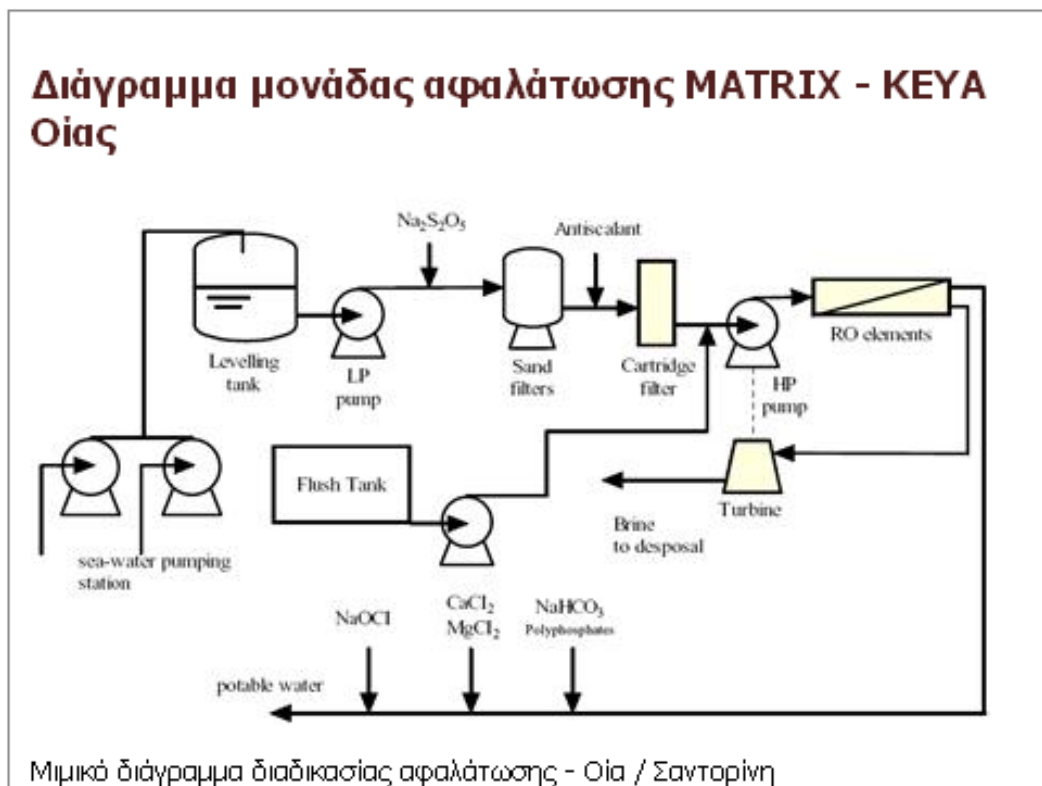 Διάγραμμα μονάδας αφαλάτωσης MATRIX - ΚΕΥΑ
Οίας
Na₂S₂O₅
Antiscalant
Levelling
tank
LP
pump
Sand
filters
Cartridge
filter
HP
pump
RO elements
Flush Tank
Turbine
Brine
to desposal
sea-water pumping
station
NaOCl
CaCl₂
MgCl₂
NaHCO₃
Polyphosphates
potable water
Μιμικό διάγραμμα διαδικασίας αφαλάτωσης - Οία / Σαντορίνη